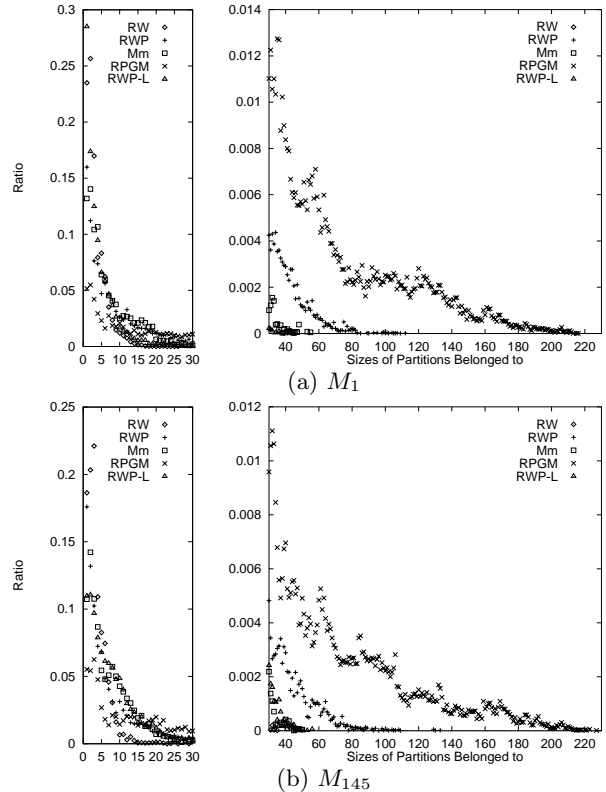 0.3
0.25
0.2
0.15
0.1
0.05
0
Ratio
RW
RWP
Mm
RPGM
RWP-L
0 5 10 15 20 25 30
0.014
0.012
0.01
0.008
0.006
0.004
0.002
0
RW
RWP
Mm
RPGM
RWP-L
40 60 80 100 120 140 160 180 200 220
Sizes of Partitions Belonged to
(a) M₁
0.25
0.2
0.15
0.1
0.05
0
Ratio
RW
RWP
Mm
RPGM
RWP-L
0 5 10 15 20 25 30
0.012
0.01
0.008
0.006
0.004
0.002
0
RW
RWP
Mm
RPGM
RWP-L
40 60 80 100 120 140 160 180 200 220
Sizes of Partitions Belonged to
(b) M₁₄₅